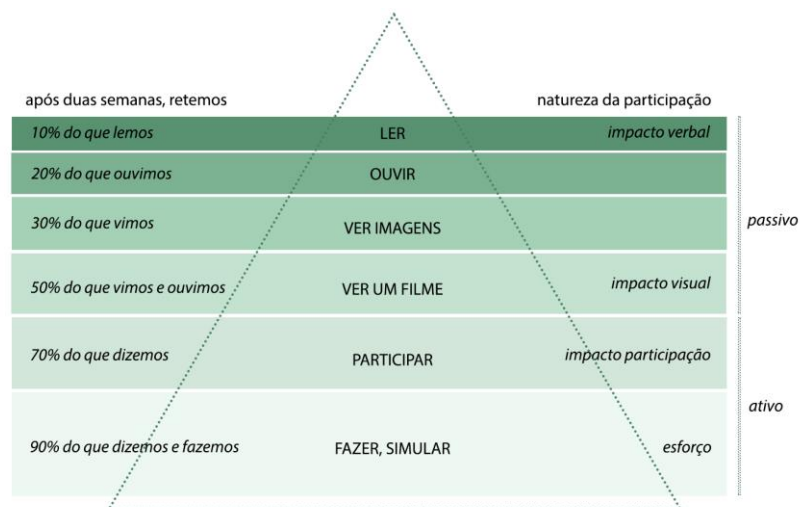 após duas semanas, retemos
natureza da participação
10% do que lemos
LER
impacto verbal
20% do que ouvimos
OUVIR
30% do que vimos
VER IMAGENS
passivo
50% do que vimos e ouvimos
VER UM FILME
impacto visual
70% do que dizemos
PARTICIPAR
impacto participação
ativo
90% do que dizemos e fazemos
FAZER, SIMULAR
esforço